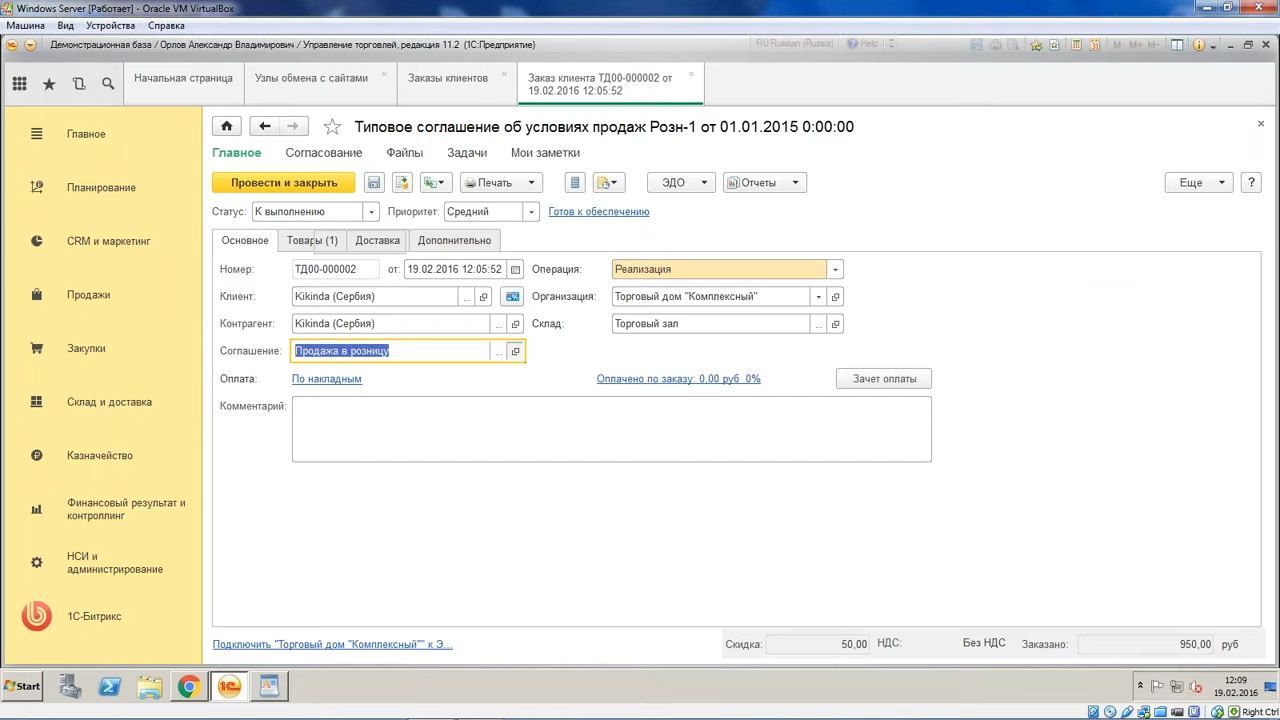 Windows Server [Работает] - Oracle VM VirtualBox
Машина Вид Устройства Справка
Демонстрационная база / Орлов Александр Владимирович / Управление торговлей, редакция 11.2 (1С:Предприятие)
RU Russian (Russia) Help
M M+ M-
Начальная страница
Узлы обмена с сайтами
Заказы клиентов
Заказ клиента ТД00-000002 от
19.02.2016 12:05:52
Главное
Планирование
CRM и маркетинг
Продажи
Закупки
Склад и доставка
Казначейство
Финансовый результат и
контроллинг
НСИ и
администрирование
1С-Битрикс
Типовое соглашение об условиях продаж Розн-1 от 01.01.2015 0:00:00
Главное Согласование Файлы Задачи Мои заметки
Провести и закрыть Печать ЭДО Отчеты Еще ?
Статус: К выполнению Приоритет: Средний Готов к обеспечению
Основное Товары (1) Доставка Дополнительно
Номер: ТД00-000002 от: 19.02.2016 12:05:52 Операция: Реализация
Клиент: Kikinda (Сербия) ... Организация: Торговый дом "Комплексный"
Контрагент: Kikinda (Сербия) ... Склад: Торговый зал ...
Соглашение: Продажа в розницу ...
Оплата: По накладным Оплачено по заказу: 0,00 руб 0% Зачет оплаты
Комментарий:
Подключить "Торговый дом "Комплексный"" к Э... Скидка: 50,00 НДС: Без НДС Заказано: 950,00 руб
Start
12:09
19.02.2016
Right Ctrl